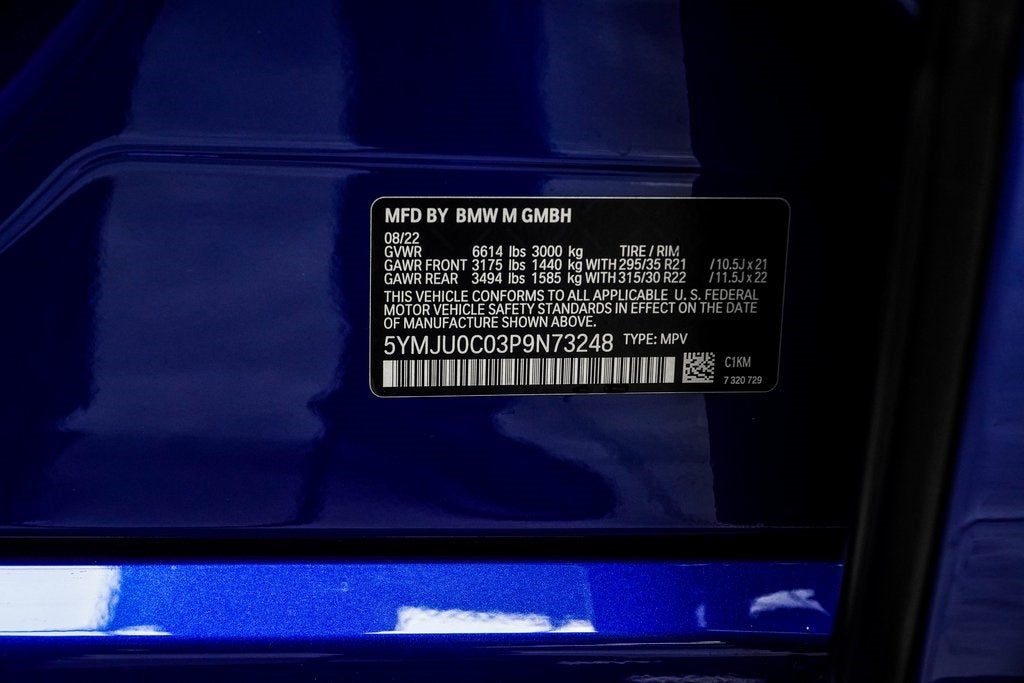 MFD BY BMW M GMBH
08/22
GVWR 6614 lbs 3000 kg TIRE / RIM
GAWR FRONT 3175 lbs 1440 kg WITH 295/35 R21 /10.5J x 21
GAWR REAR 3494 lbs 1585 kg WITH 315/30 R22 /11.5J x 22
THIS VEHICLE CONFORMS TO ALL APPLICABLE U. S. FEDERAL
MOTOR VEHICLE SAFETY STANDARDS IN EFFECT ON THE DATE
OF MANUFACTURE SHOWN ABOVE.
5YMJU0C03P9N73248 TYPE: MPV
C1KM
7 320 729